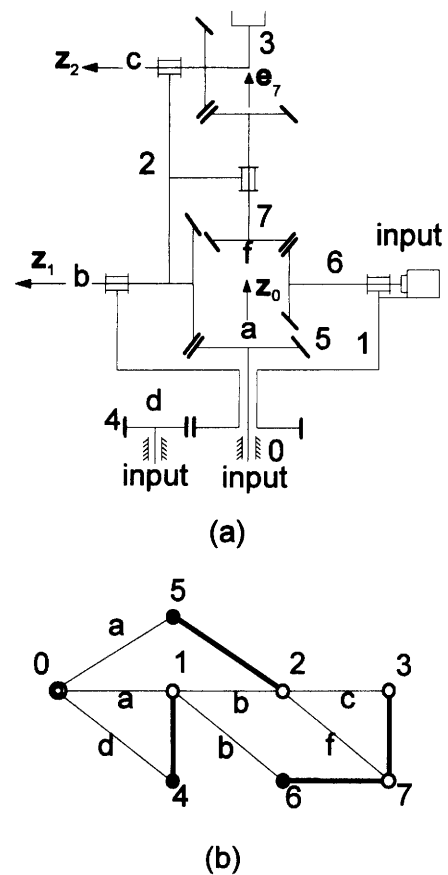 3
z₂ c
e₇
2
7
input
f
6
z₁ b
z₀
a
5
1
d
4
0
input input
(a)
5
a
0 1 2 3
a b c
d b f
4 6 7
(b)